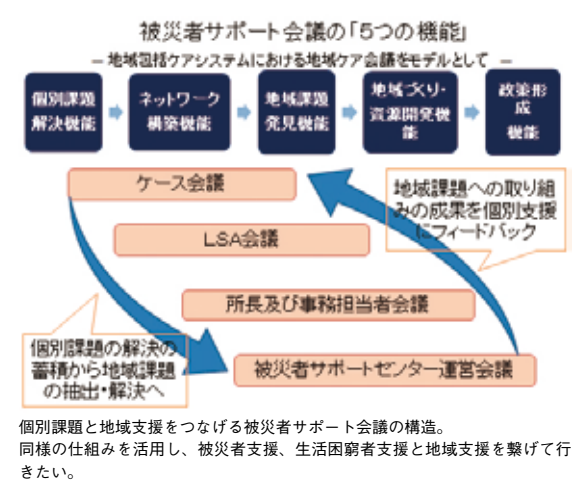 被災者サポート会議の「5つの機能」
― 地域包括ケアシステムにおける地域ケア会議をモデルとして ―
個別課題
解決機能
ネットワーク
構築機能
地域課題
発見機能
地域づくり・
資源開発機
能
政策形
成
機能
ケース会議
地域課題への取り組
みの成果を個別支援
にフィードバック
LSA会議
所長及び事務担当者会議
個別課題の解決の
蓄積から地域課題
の抽出・解決へ
被災者サポートセンター運営会議
個別課題と地域支援をつなげる被災者サポート会議の構造。
同様の仕組みを活用し、被災者支援、生活困窮者支援と地域支援を繋げて行
きたい。